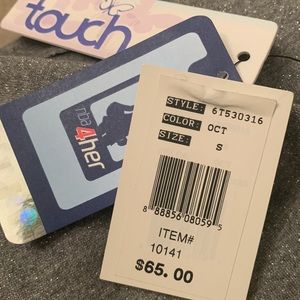 touch
nba
4her
STYLE: 6T530316
COLOR: OCT
SIZE: S
8 88856 08059 5
ITEM#
10141
$65.00